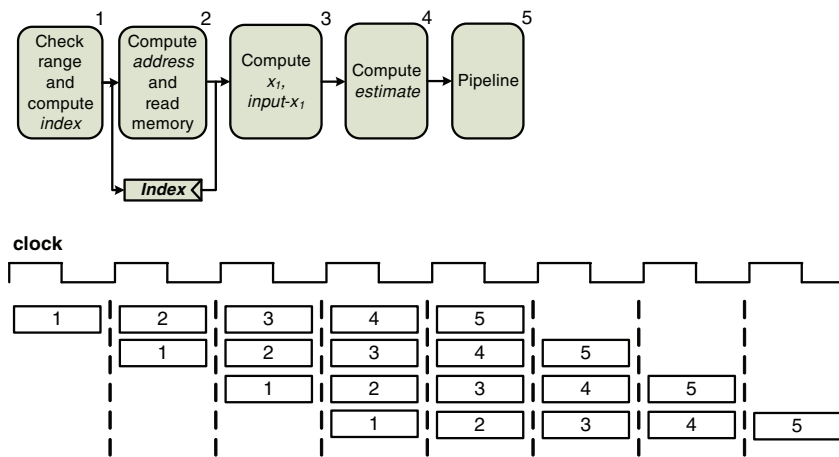 1
Check
range
and
compute
index
2
Compute
address
and
read
memory
3
Compute
x₁,
input-x₁
4
Compute
estimate
5
Pipeline
Index
clock
1 2 3 4 5
1 2 3 4 5
1 2 3 4 5
1 2 3 4 5